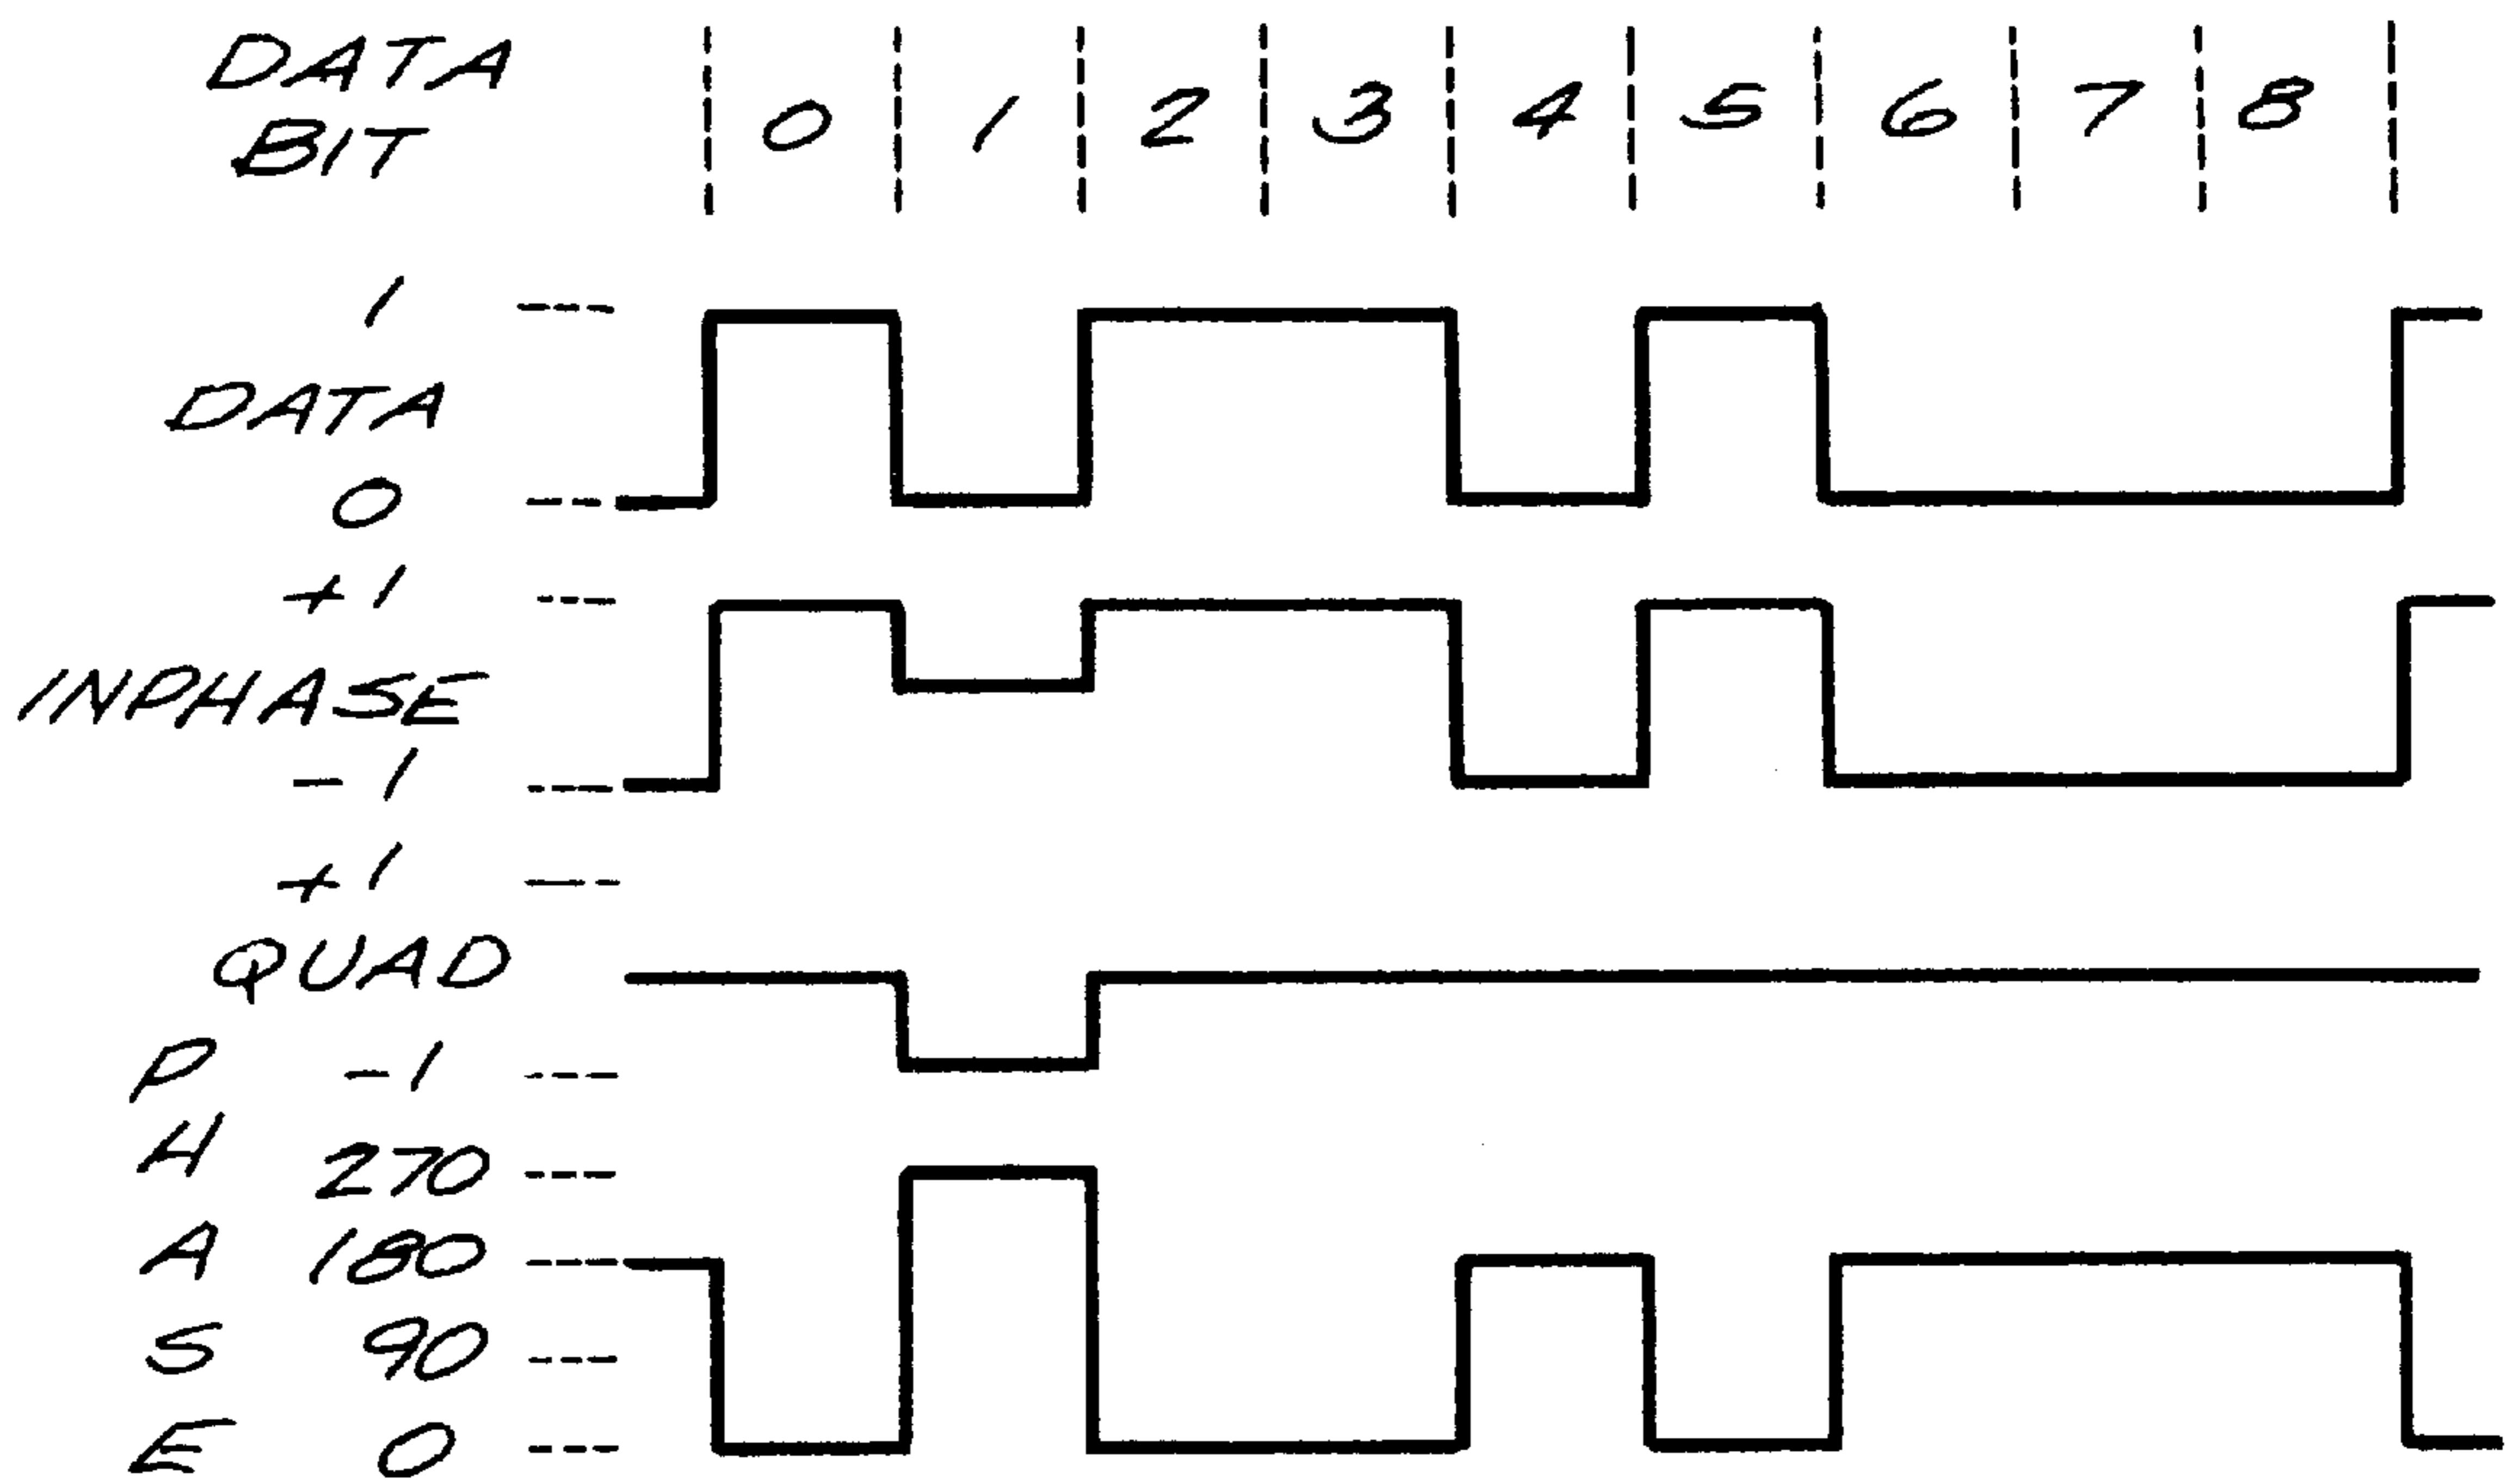 DATA
BIT
0 1 2 3 4 5 6 7 8
1
DATA
0
+1
INPHASE
-1
+1
QUAD
-1
PHASE
270
180
90
0